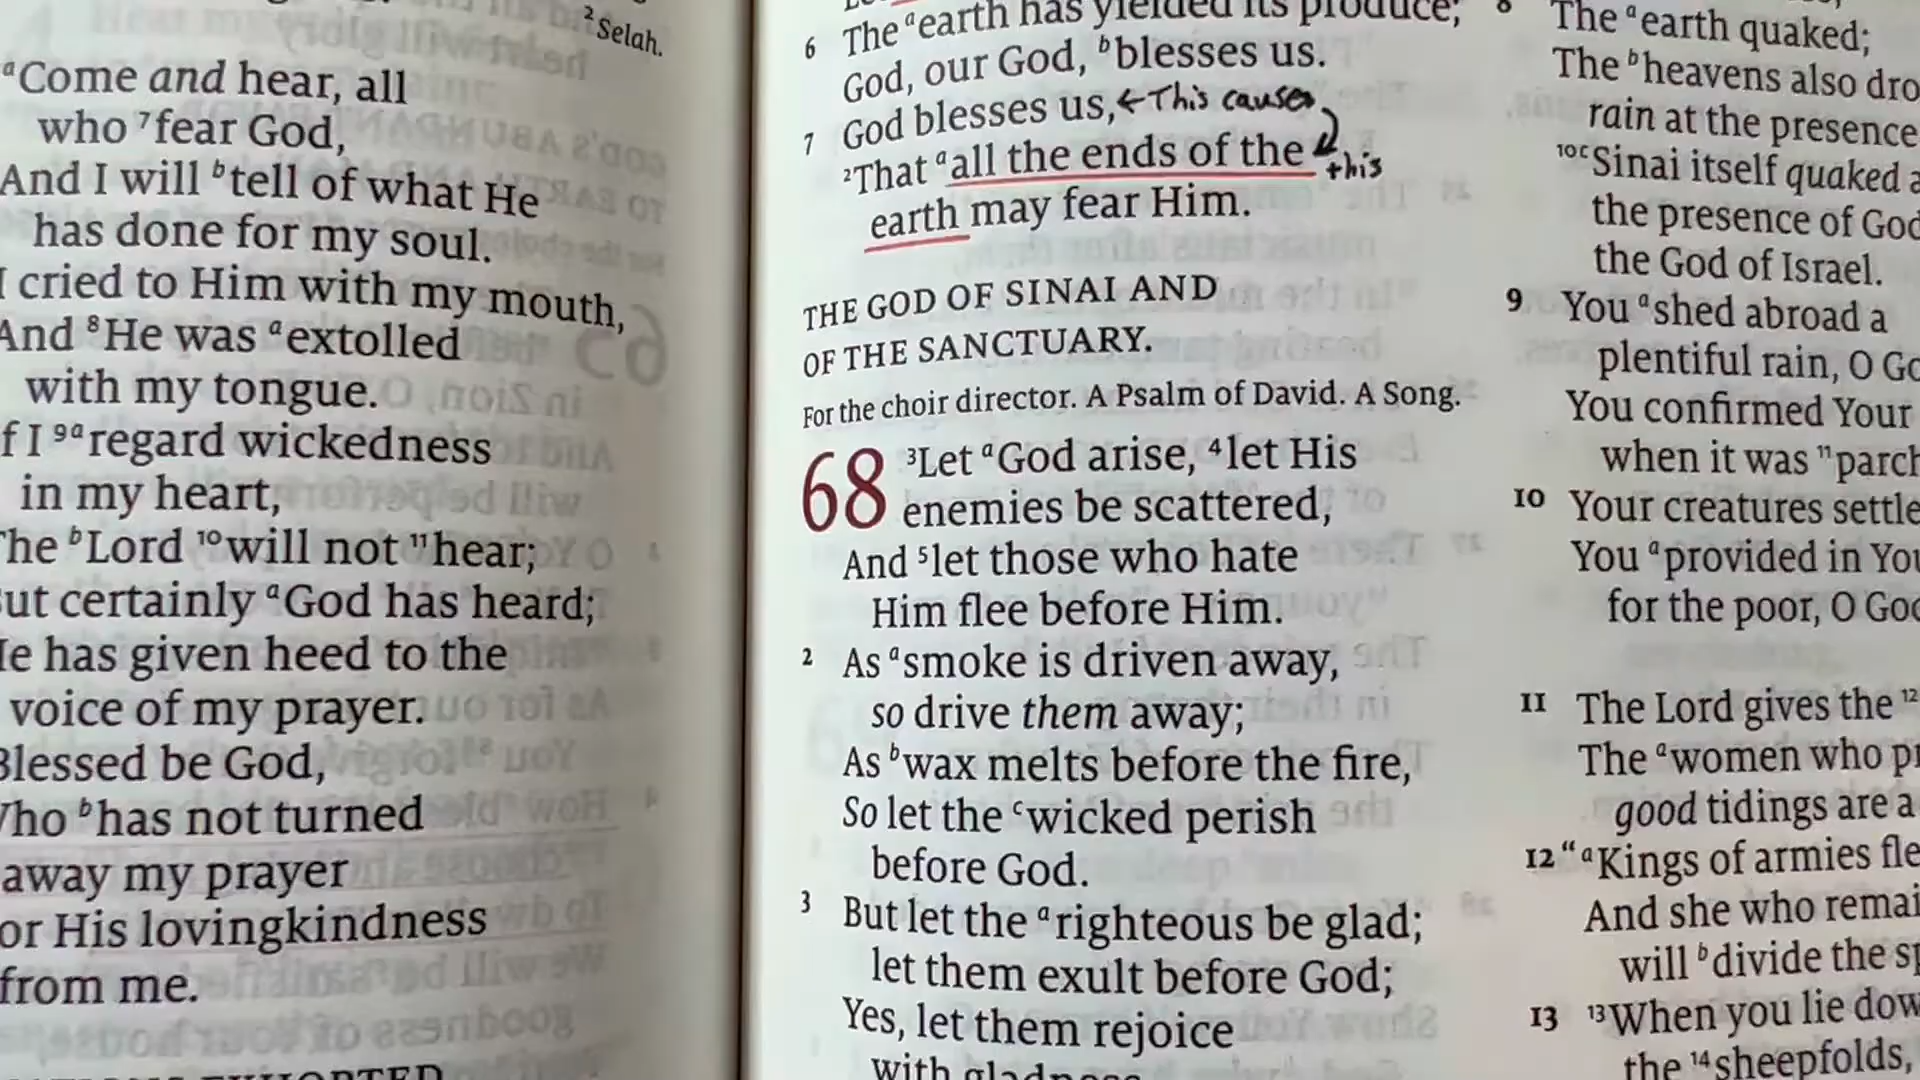 ² Selah.
ᵃCome and hear, all
who ⁷fear God,
And I will ᵇtell of what He
has done for my soul.
I cried to Him with my mouth,
And ⁸He was ᵃextolled
with my tongue.
f I ⁹ᵃregard wickedness
in my heart,
The ᵇLord ¹⁰will not ¹¹hear;
ut certainly ᵃGod has heard;
He has given heed to the
voice of my prayer.
Blessed be God,
Who ᵇhas not turned
away my prayer
or His lovingkindness
from me.
EXHORTED
6 The ᵃearth has yielded its produce;
God, our God, ᵇblesses us.
7 God blesses us, ← This causes
²That ᵃall the ends of the this
earth may fear Him.
THE GOD OF SINAI AND
OF THE SANCTUARY.
For the choir director. A Psalm of David. A Song.
68 ³Let ᵃGod arise, ⁴let His
enemies be scattered,
And ⁵let those who hate
Him flee before Him.
2 As ᵃsmoke is driven away,
so drive them away;
As ᵇwax melts before the fire,
So let the ᶜwicked perish
before God.
3 But let the ᵃrighteous be glad;
let them exult before God;
Yes, let them rejoice
with gladness.
8 The ᵃearth quaked;
The ᵇheavens also dro
rain at the presence
¹⁰ᶜSinai itself quaked a
the presence of God
the God of Israel.
9 You ᵃshed abroad a
plentiful rain, O Go
You confirmed Your
when it was ¹¹parch
10 Your creatures settle
You ᵃprovided in You
for the poor, O God
11 The Lord gives the ¹²
The ᵃwomen who pr
good tidings are a
12 "ᵃKings of armies fle
And she who remai
will ᵇdivide the sp
13 ¹³When you lie dow
the ¹⁴sheepfolds,